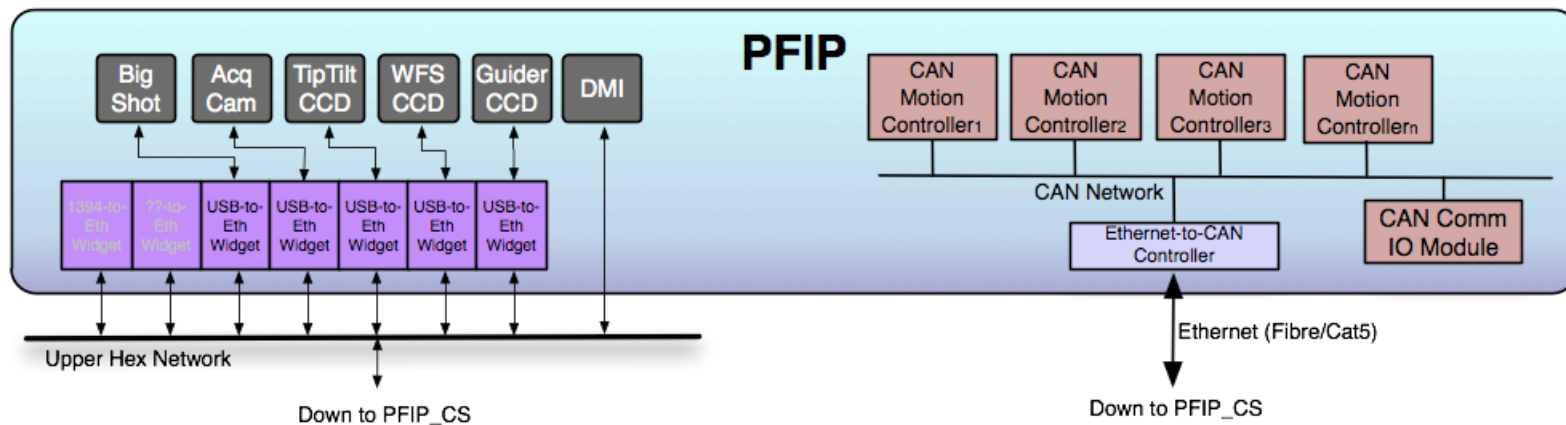 PFIP
Big
Shot
Acq
Cam
TipTilt
CCD
WFS
CCD
Guider
CCD
DMI
1394-to-
Eth
Widget
??-to-
Eth
Widget
USB-to-
Eth
Widget
USB-to-
Eth
Widget
USB-to-
Eth
Widget
USB-to-
Eth
Widget
USB-to-
Eth
Widget
Upper Hex Network
Down to PFIP_CS
CAN
Motion
Controller1
CAN
Motion
Controller2
CAN
Motion
Controller3
CAN
Motion
Controllern
CAN Network
Ethernet-to-CAN
Controller
CAN Comm
IO Module
Ethernet (Fibre/Cat5)
Down to PFIP_CS